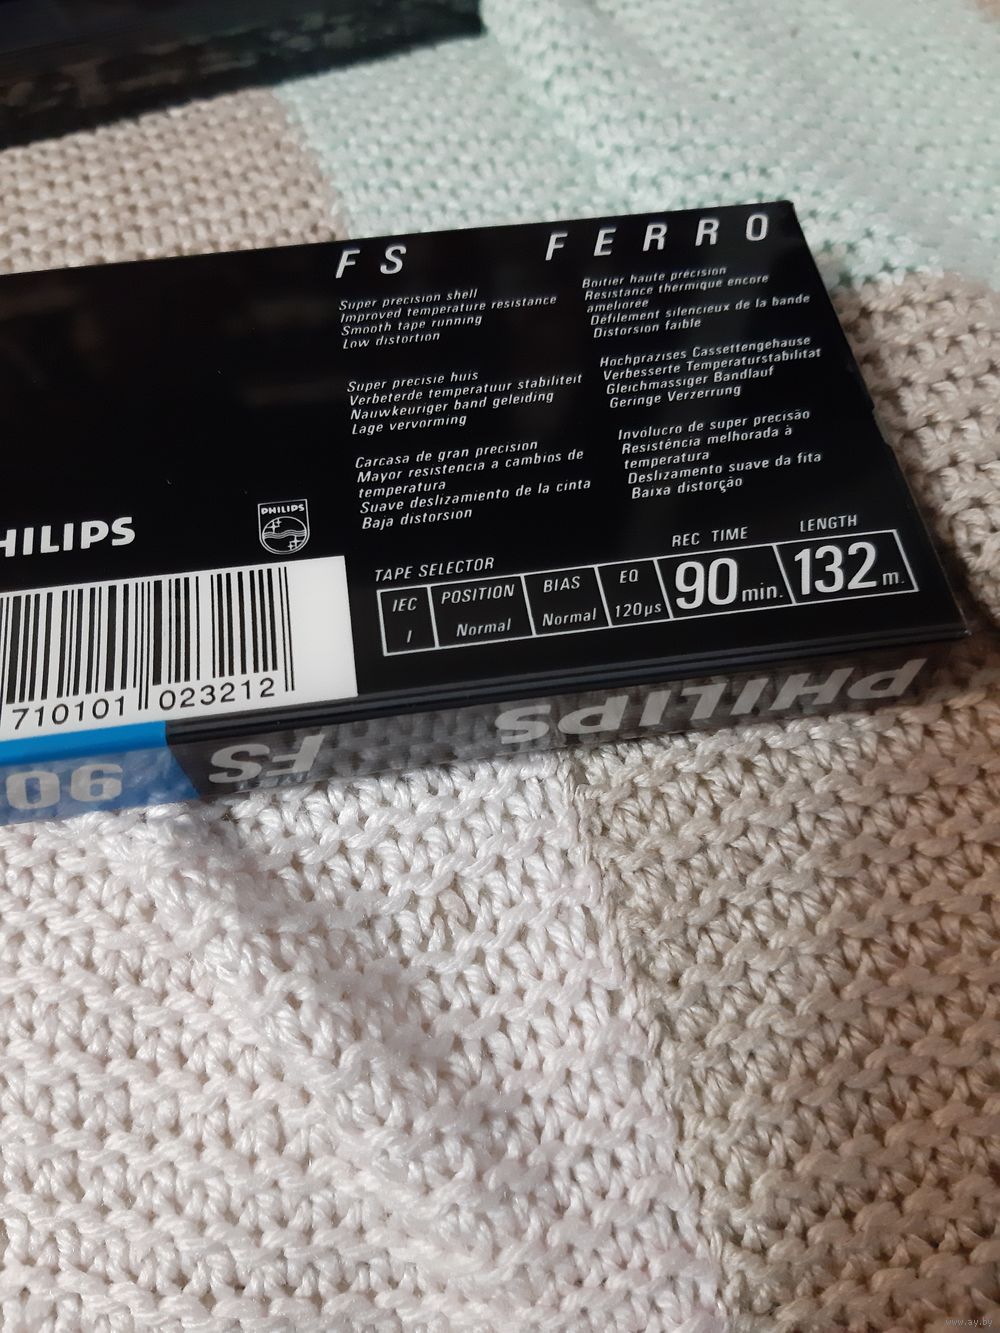 FS FERRO
Super precision shell
Improved temperature resistance
Smooth tape running
Low distortion
Super precisie huis
Verbeterde temperatuur stabiliteit
Nauwkeuriger band geleiding
Lage vervorming
Carcasa de gran precision
Mayor resistencia a cambios de
temperatura
Suave deslizamiento de la cinta
Baja distorsion
Boitier haute précision
Resistance thermique encore
ameliorée
Défilement silencieux de la bande
Distorsion faible
Hochprazises Cassettengehause
Verbesserte Temperaturstabilitat
Gleichmassiger Bandlauf
Geringe Verzerrung
Invólucro de super precisão
Resistência melhorada à
temperatura
Deslizamento suave da fita
Baixa distorção
HILIPS
PHILIPS
TAPE SELECTOR
REC TIME
LENGTH
IEC
I
POSITION
Normal
BIAS
Normal
EQ
120µs
90 min.
132 m.
710101 023212
PHILIPS
FS
90
www.ay.by